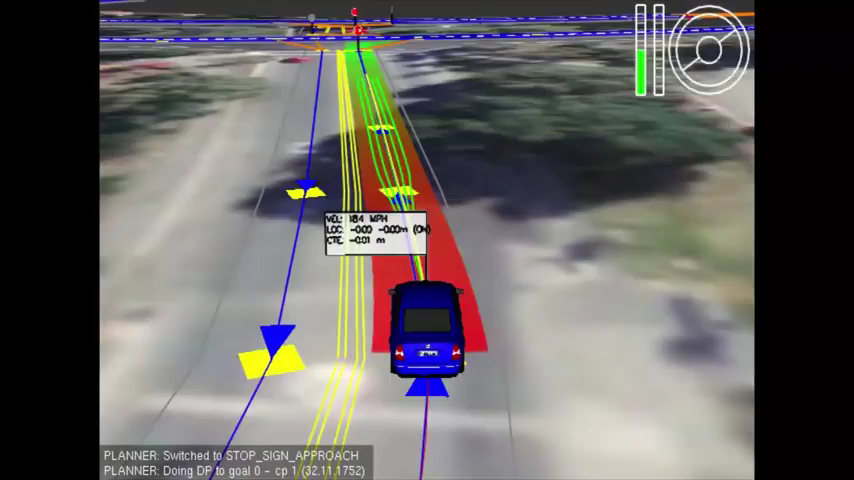 VEL: 18.4 MPH
LOC: -0.00 -0.00m (ON)
CTE: -0.01 m
PLANNER: Switched to STOP_SIGN_APPROACH
PLANNER: Doing DP to goal 0 - cp 1 (32.11,1752)